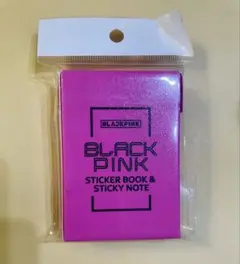 BLACKPINK
BLACK
PINK
STICKER BOOK &
STICKY NOTE